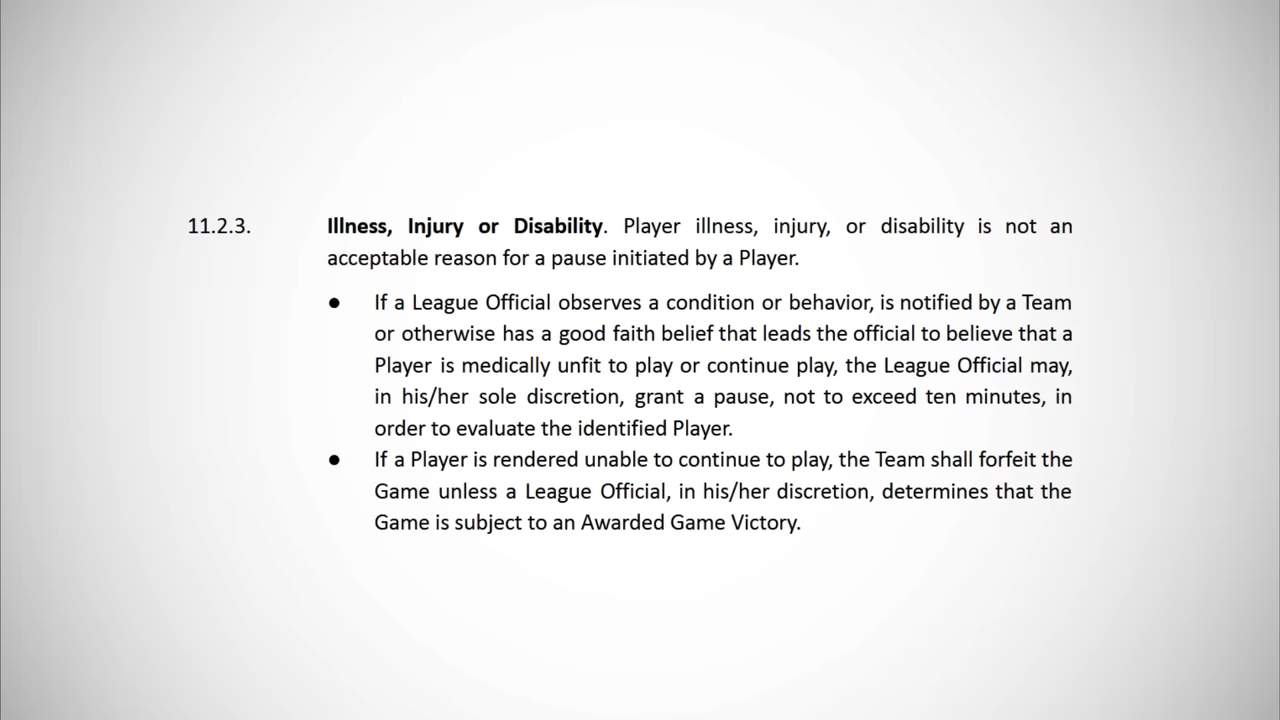 11.2.3. Illness, Injury or Disability. Player illness, injury, or disability is not an
acceptable reason for a pause initiated by a Player.
● If a League Official observes a condition or behavior, is notified by a Team
or otherwise has a good faith belief that leads the official to believe that a
Player is medically unfit to play or continue play, the League Official may,
in his/her sole discretion, grant a pause, not to exceed ten minutes, in
order to evaluate the identified Player.
● If a Player is rendered unable to continue to play, the Team shall forfeit the
Game unless a League Official, in his/her discretion, determines that the
Game is subject to an Awarded Game Victory.